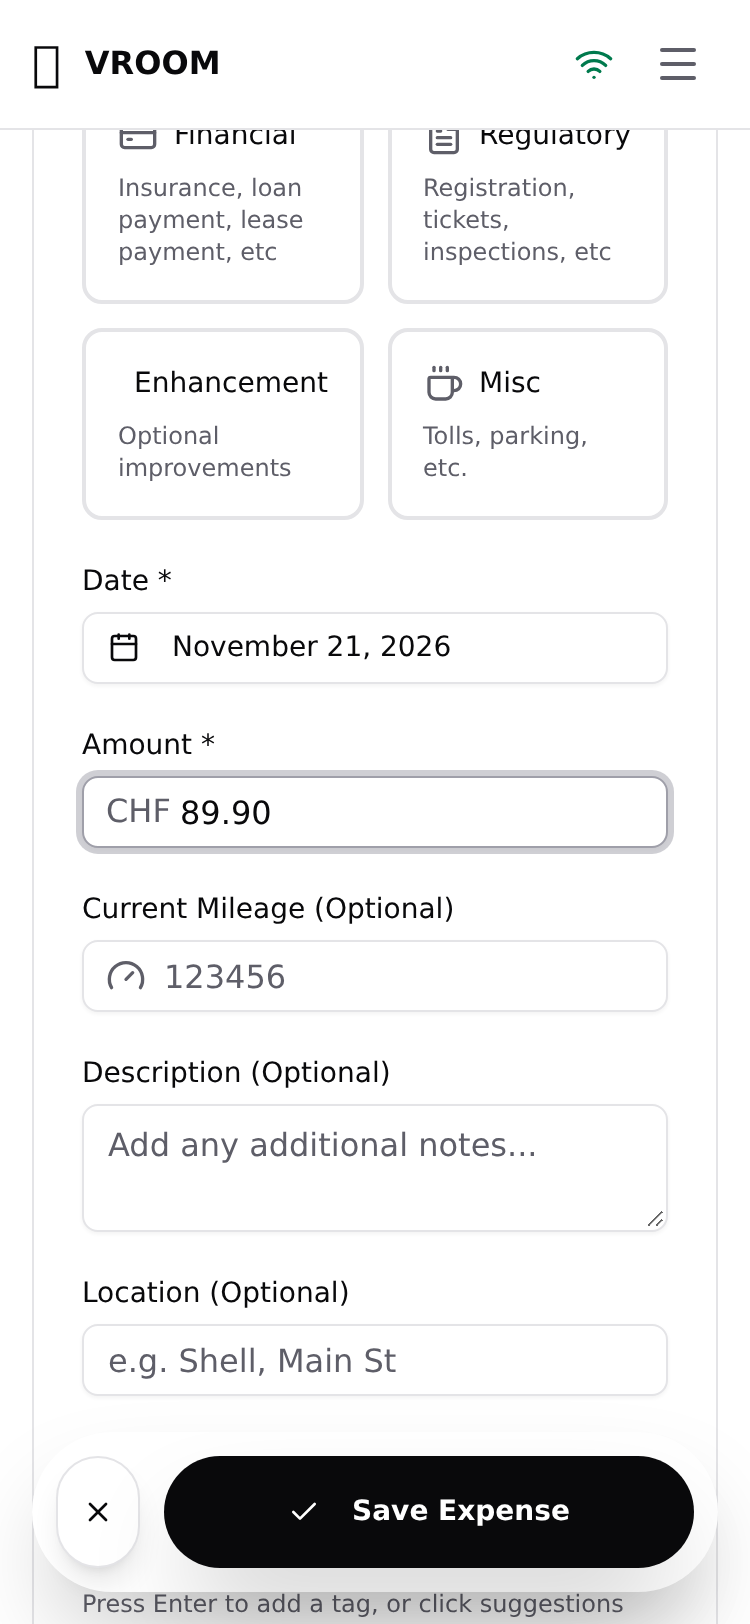 VROOM
Financial
Insurance, loan
payment, lease
payment, etc
Regulatory
Registration,
tickets,
inspections, etc
Enhancement
Optional
improvements
Misc
Tolls, parking,
etc.
Date *
November 21, 2026
Amount *
CHF 89.90
Current Mileage (Optional)
123456
Description (Optional)
Add any additional notes...
Location (Optional)
e.g. Shell, Main St
Save Expense
Press Enter to add a tag, or click suggestions